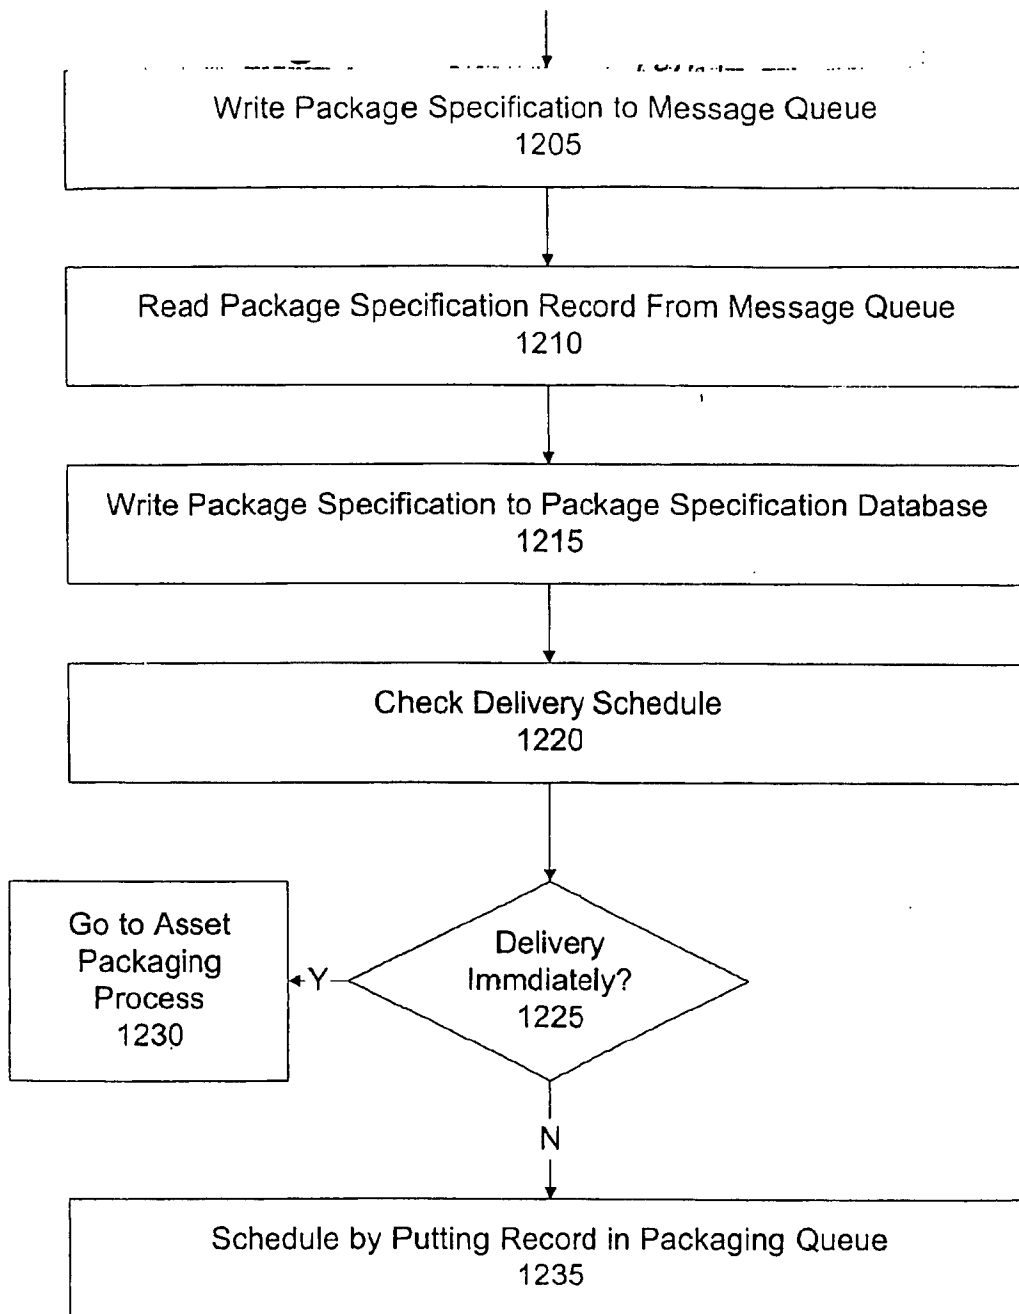 Write Package Specification to Message Queue
1205
Read Package Specification Record From Message Queue
1210
Write Package Specification to Package Specification Database
1215
Check Delivery Schedule
1220
Go to Asset
Packaging
Process
1230
Y
Delivery
Immdiately?
1225
N
Schedule by Putting Record in Packaging Queue
1235